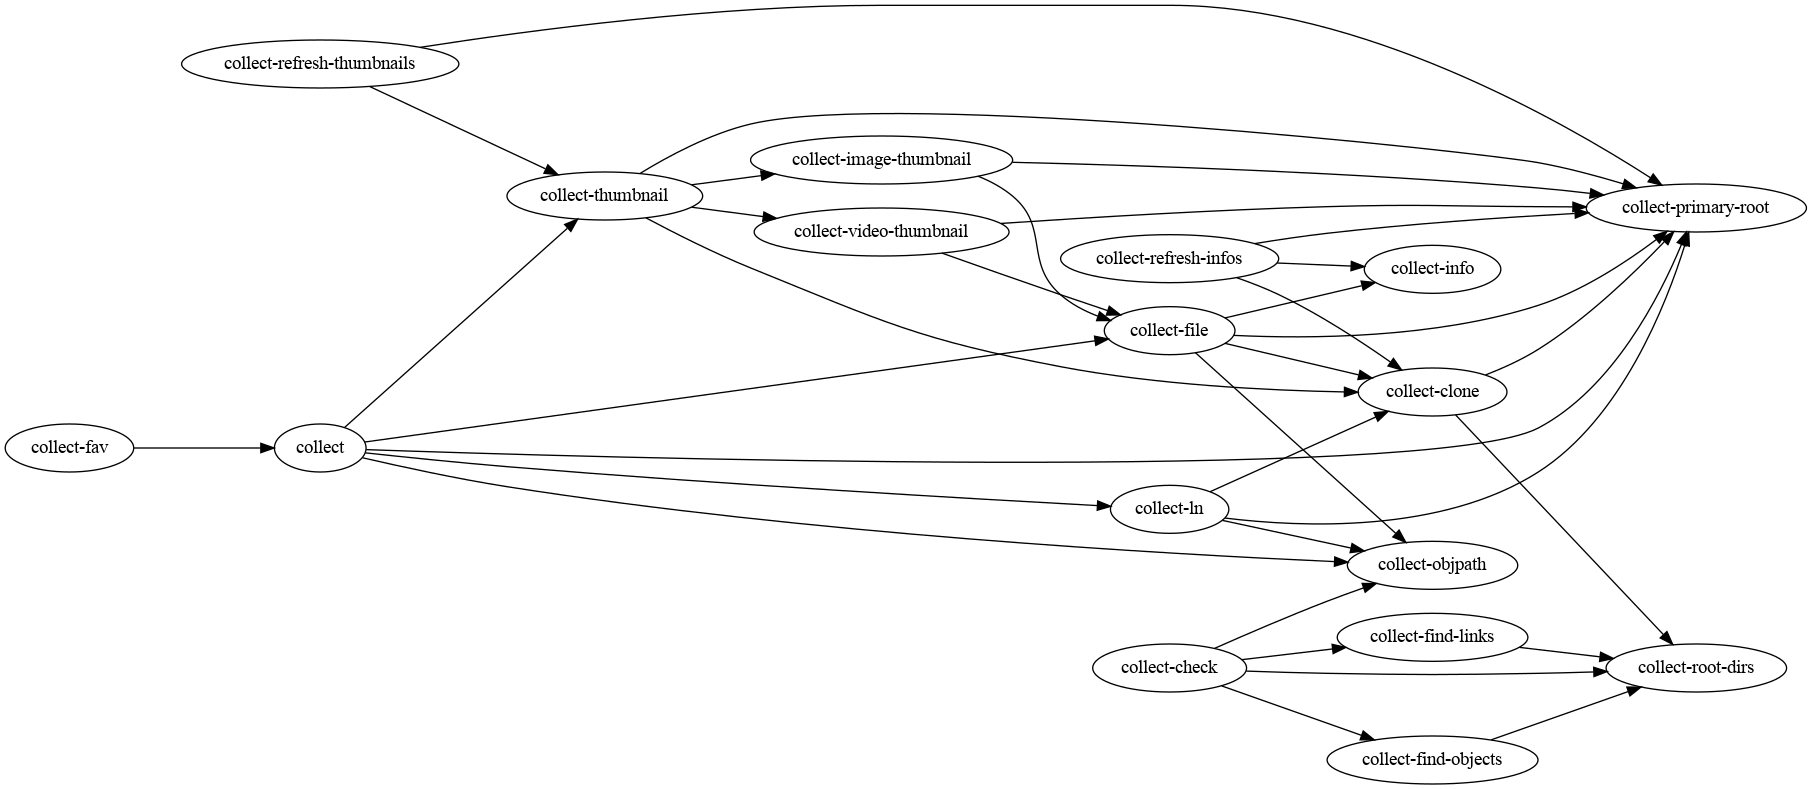 collect-refresh-thumbnails
collect-image-thumbnail
collect-thumbnail
collect-primary-root
collect-video-thumbnail
collect-refresh-infos
collect-info
collect-file
collect-clone
collect-fav
collect
collect-ln
collect-objpath
collect-find-links
collect-check
collect-root-dirs
collect-find-objects